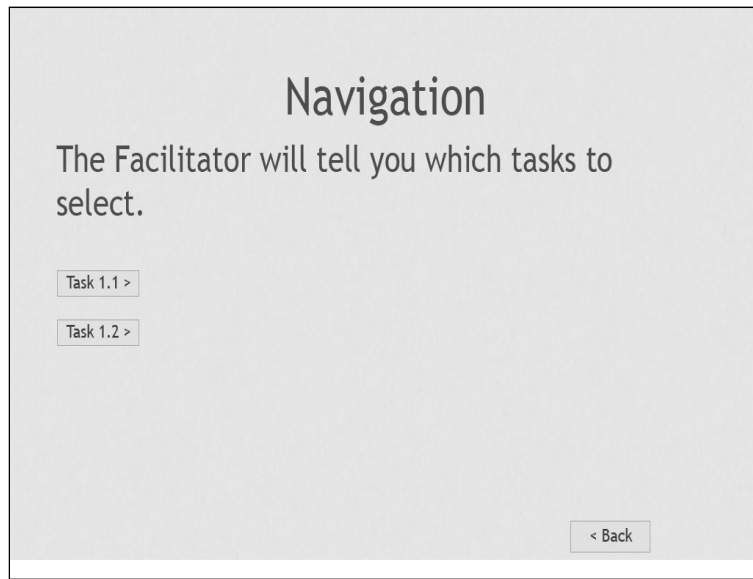 Navigation
The Facilitator will tell you which tasks to
select.
Task 1.1 >
Task 1.2 >
< Back